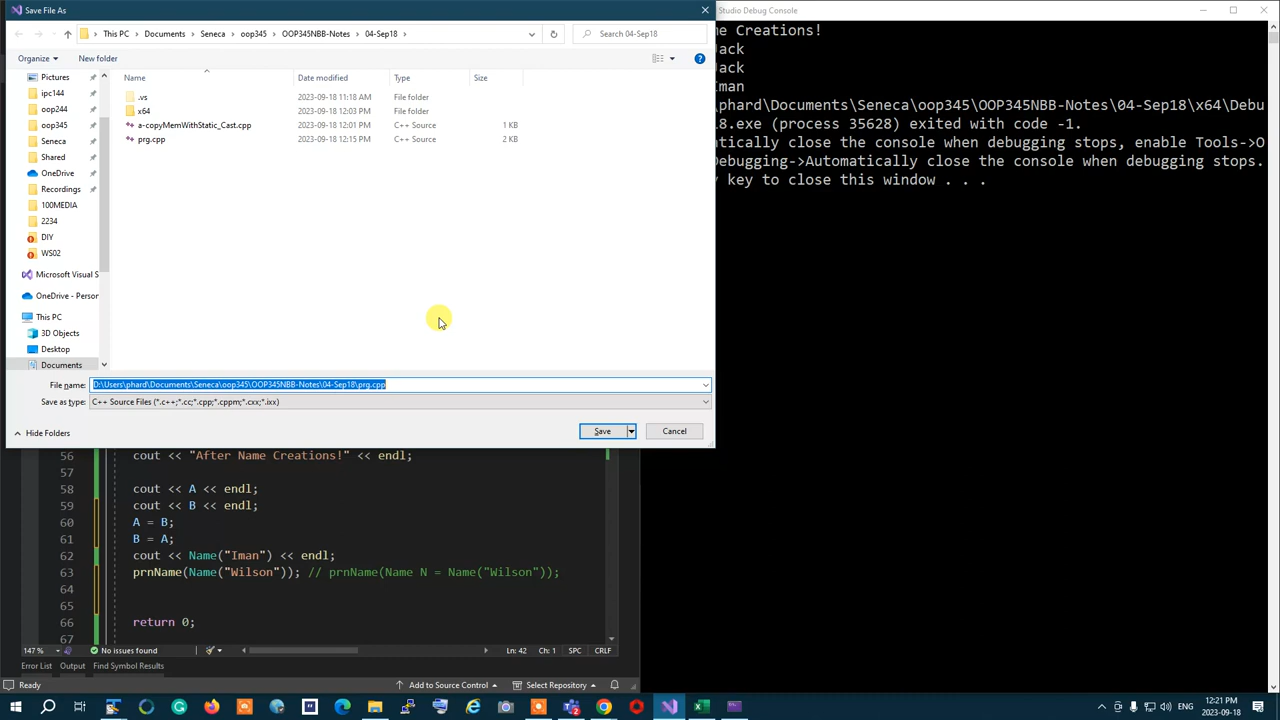 Save File As
Studio Debug Console
This PC > Documents > Seneca > oop345 > OOP345NBB-Notes > 04-Sep18 >
Search 04-Sep18
Organize
New folder
Name
Date modified
Type
Size
Pictures
ipc144
oop244
oop345
Seneca
Shared
OneDrive
Recordings
100MEDIA
2234
DIY
WS02
Microsoft Visual S
OneDrive - Person
This PC
3D Objects
Desktop
Documents
.vs 2023-09-18 11:18 AM File folder
x64 2023-09-18 12:03 PM File folder
a-copyMemWithStatic_Cast.cpp 2023-09-18 12:01 PM C++ Source 1 KB
prg.cpp 2023-09-18 12:15 PM C++ Source 2 KB
File name: D:\Users\phard\Documents\Seneca\oop345\OOP345NBB-Notes\04-Sep18\prg.cpp
Save as type: C++ Source Files (*.c++;*.cc;*.cpp;*.cppm;*.cxx;*.ixx)
Hide Folders
Save
Cancel
me Creations!
Jack
Jack
Iman
\phard\Documents\Seneca\oop345\OOP345NBB-Notes\04-Sep18\x64\Debu
8.exe (process 35628) exited with code -1.
atically close the console when debugging stops, enable Tools->O
Debugging->Automatically close the console when debugging stops.
key to close this window . . .
56 cout << "After Name Creations!" << endl;
57
58 cout << A << endl;
59 cout << B << endl;
60 A = B;
61 B = A;
62 cout << Name("Iman") << endl;
63 prnName(Name("Wilson")); // prnName(Name N = Name("Wilson"));
64
65
66 return 0;
67
147 %
No issues found
Ln: 42
Ch: 1
SPC
CRLF
Error List
Output
Find Symbol Results
Ready
Add to Source Control
Select Repository
ENG
12:21 PM
2023-09-18